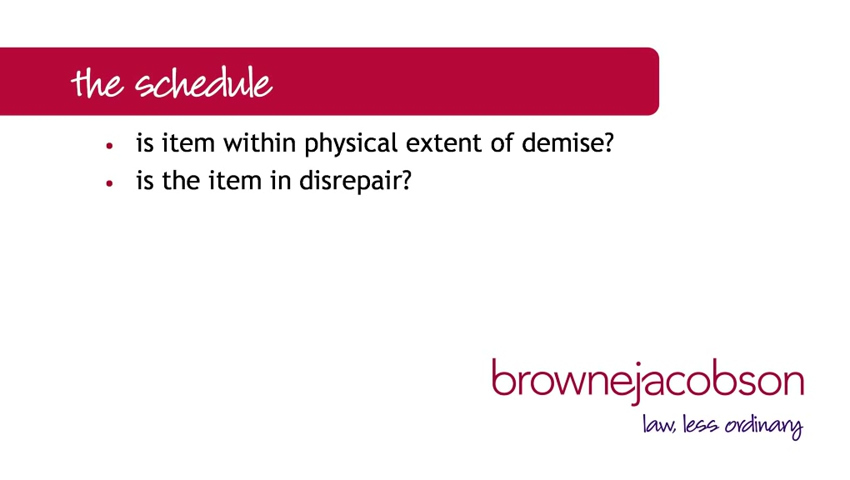 the schedule
• is item within physical extent of demise?
• is the item in disrepair?
brownejacobson
law, less ordinary